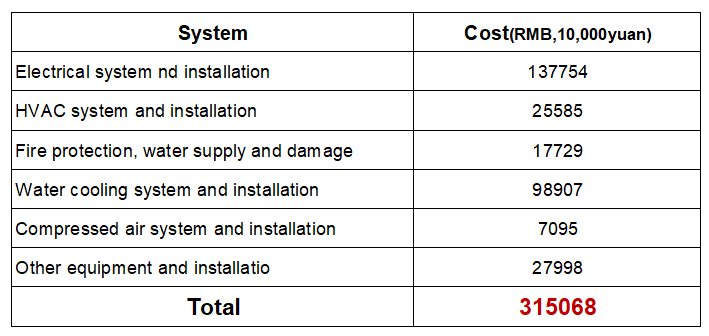 System Cost(RMB,10,000yuan)
Electrical system nd installation 137754
HVAC system and installation 25585
Fire protection, water supply and damage 17729
Water cooling system and installation 98907
Compressed air system and installation 7095
Other equipment and installatio 27998
Total 315068